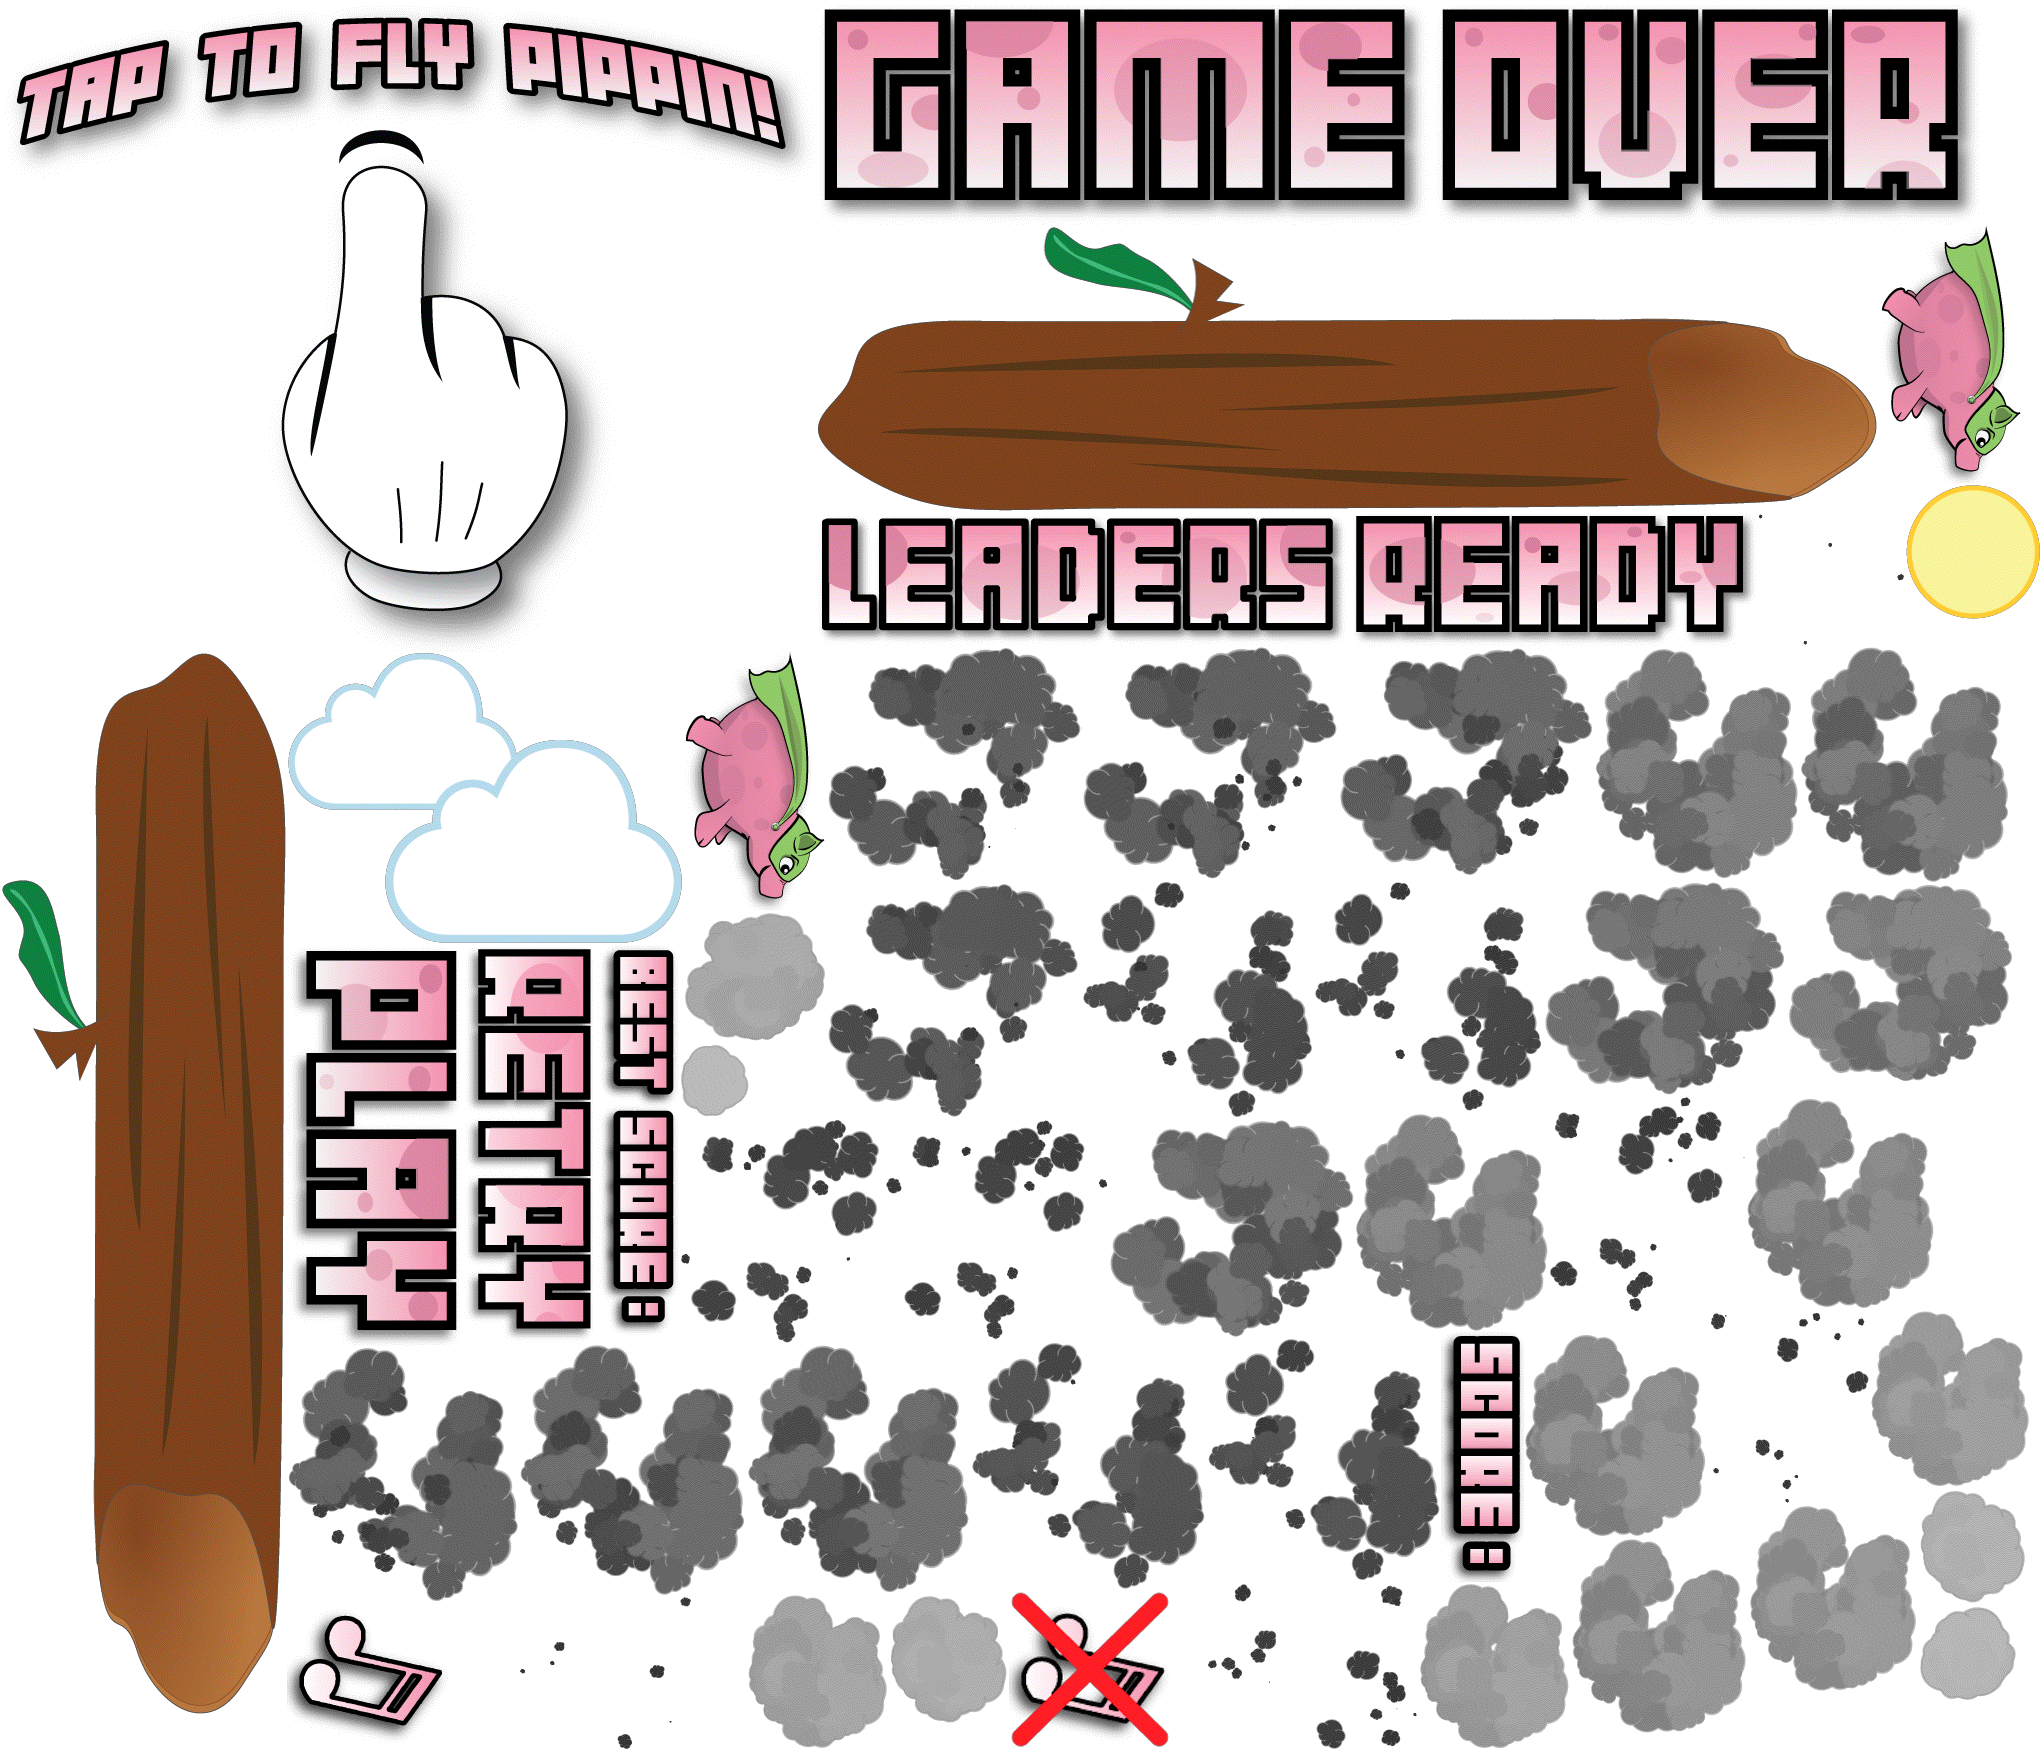 TAP TO FLY PIPPIN!
GAME OVER
LEADERS
READY
PLAY
RETRY
BEST SCORE:
SCORE: